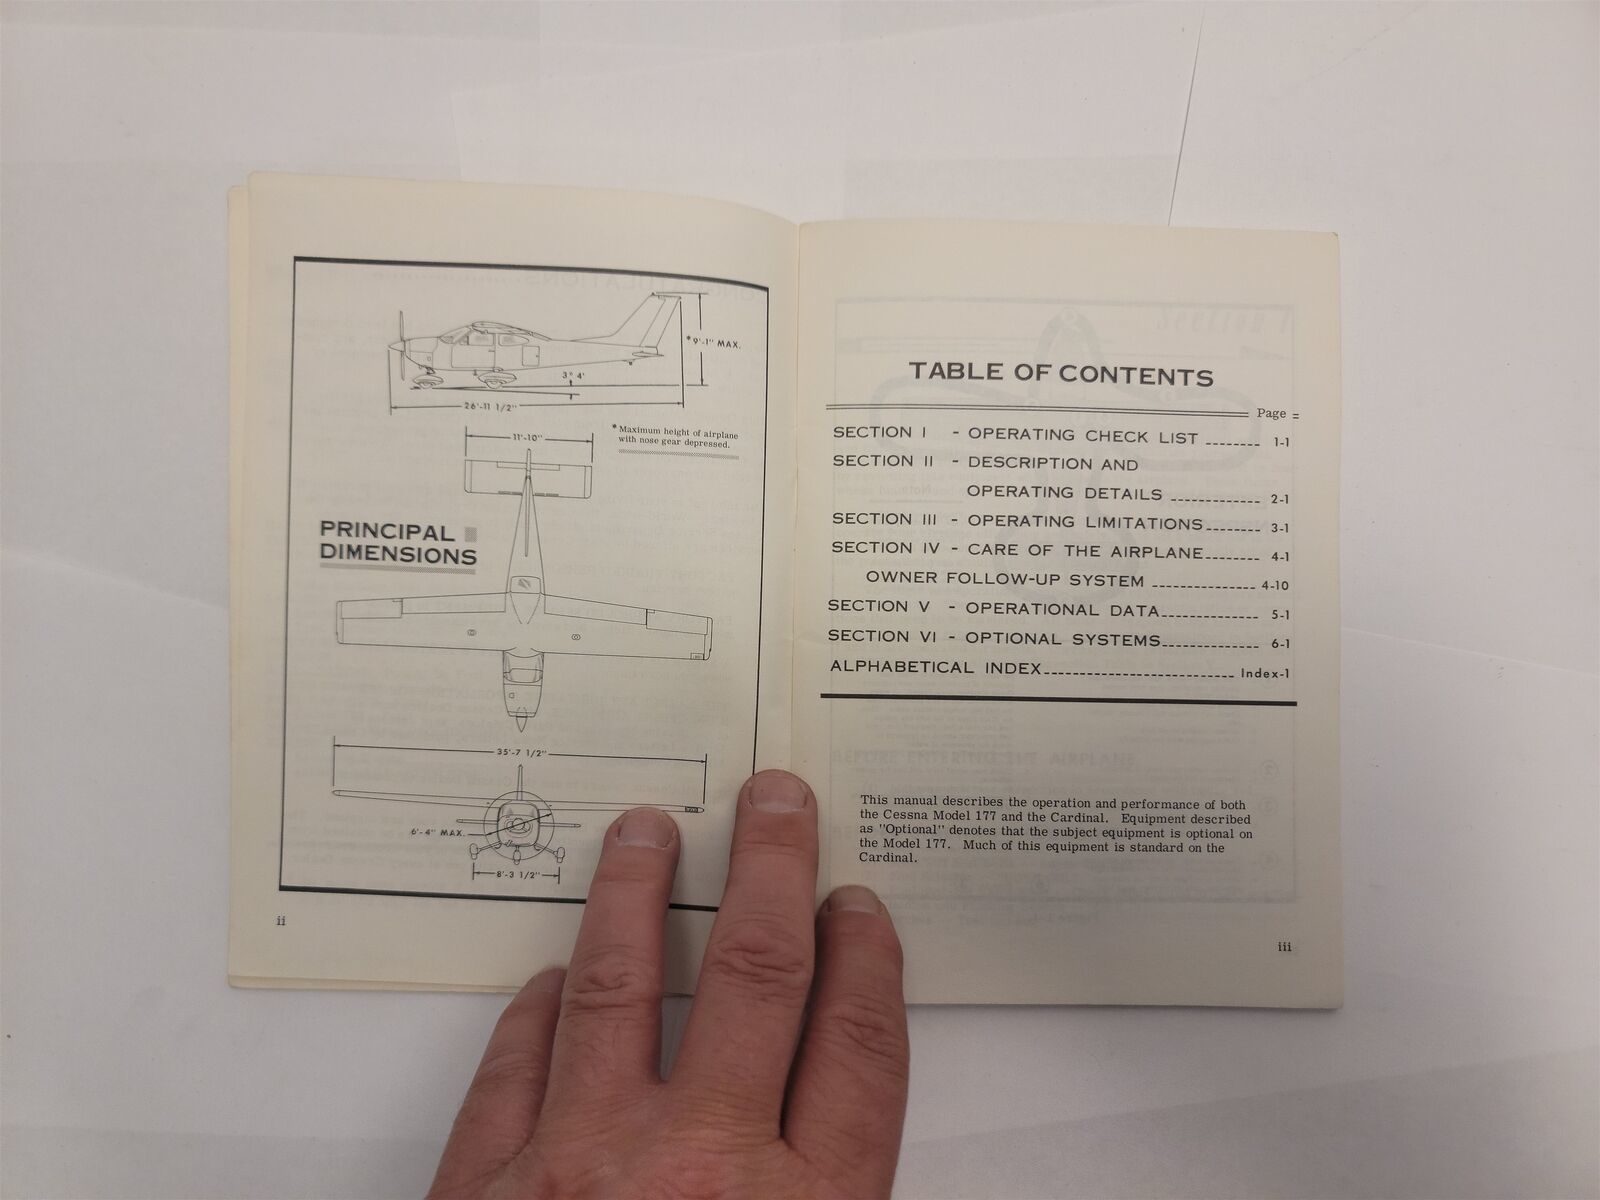 *9'-1" MAX.
3° 4'
26'-11 1/2"
*Maximum height of airplane
with nose gear depressed.
11'-10"
PRINCIPAL
DIMENSIONS
35'-7 1/2"
6'-4" MAX.
8'-3 1/2"
ii
TABLE OF CONTENTS
Page
SECTION I - OPERATING CHECK LIST -------- 1-1
SECTION II - DESCRIPTION AND
OPERATING DETAILS ------------- 2-1
SECTION III - OPERATING LIMITATIONS-------- 3-1
SECTION IV - CARE OF THE AIRPLANE-------- 4-1
OWNER FOLLOW-UP SYSTEM --------------- 4-10
SECTION V - OPERATIONAL DATA-------------- 5-1
SECTION VI - OPTIONAL SYSTEMS-------------- 6-1
ALPHABETICAL INDEX---------------------------- Index-1
This manual describes the operation and performance of both
the Cessna Model 177 and the Cardinal. Equipment described
as "Optional" denotes that the subject equipment is optional on
the Model 177. Much of this equipment is standard on the
Cardinal.
iii